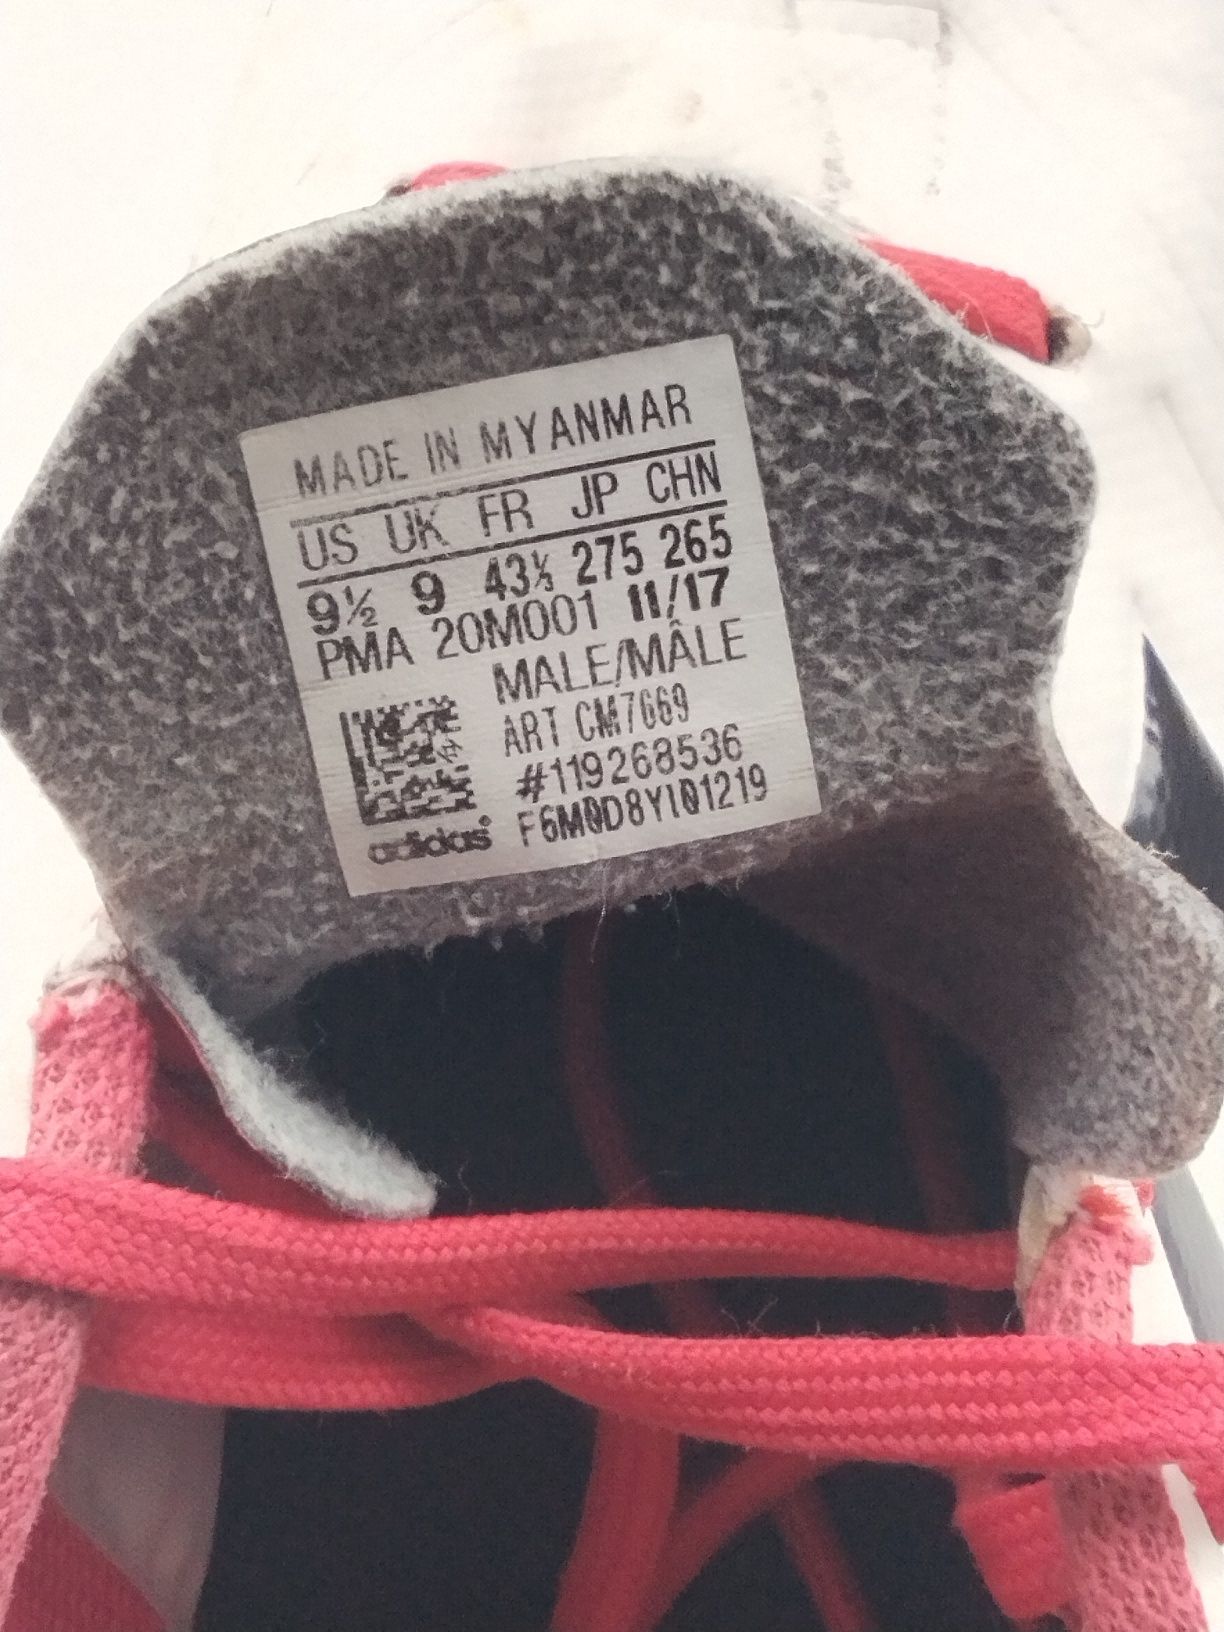 MADE IN MYANMAR
US UK FR JP CHN
9½ 9 43⅓ 275 265
PMA 20M001 11/17
MALE/MÂLE
ART CM7669
#119268536
F6M0D8YI01219
adidas®